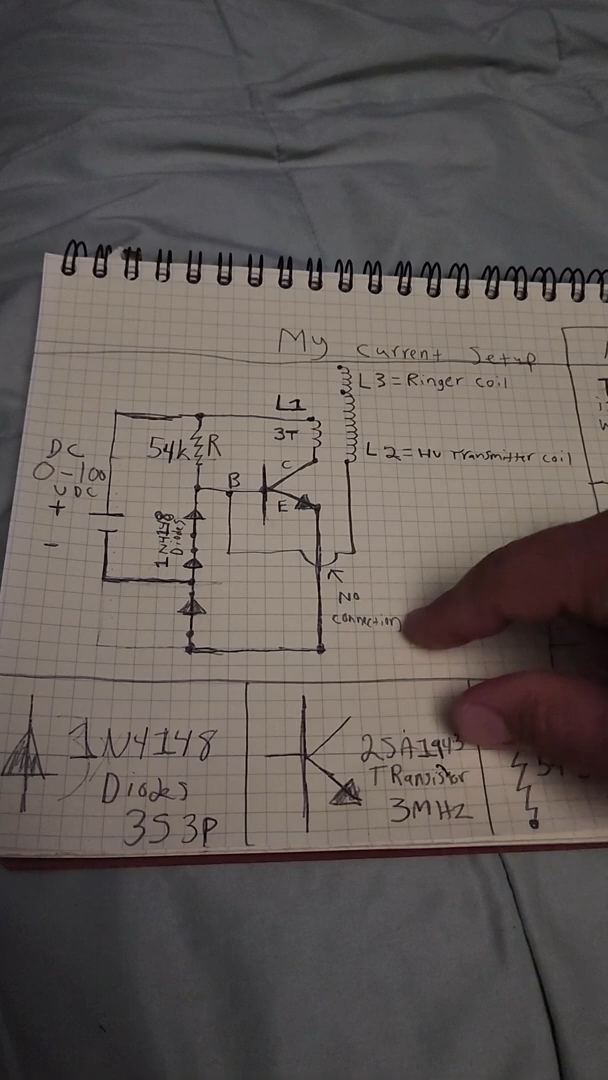 My Current Setup
L3 = Ringer coil
L1
3T
54k R
L2 = HV Transmitter coil
DC
0-100
VDC
+
-
B
C
E
1N4148
Diodes
No
connection
1N4148
Diodes
3S3P
2SA1943
TRansistor
3MHZ